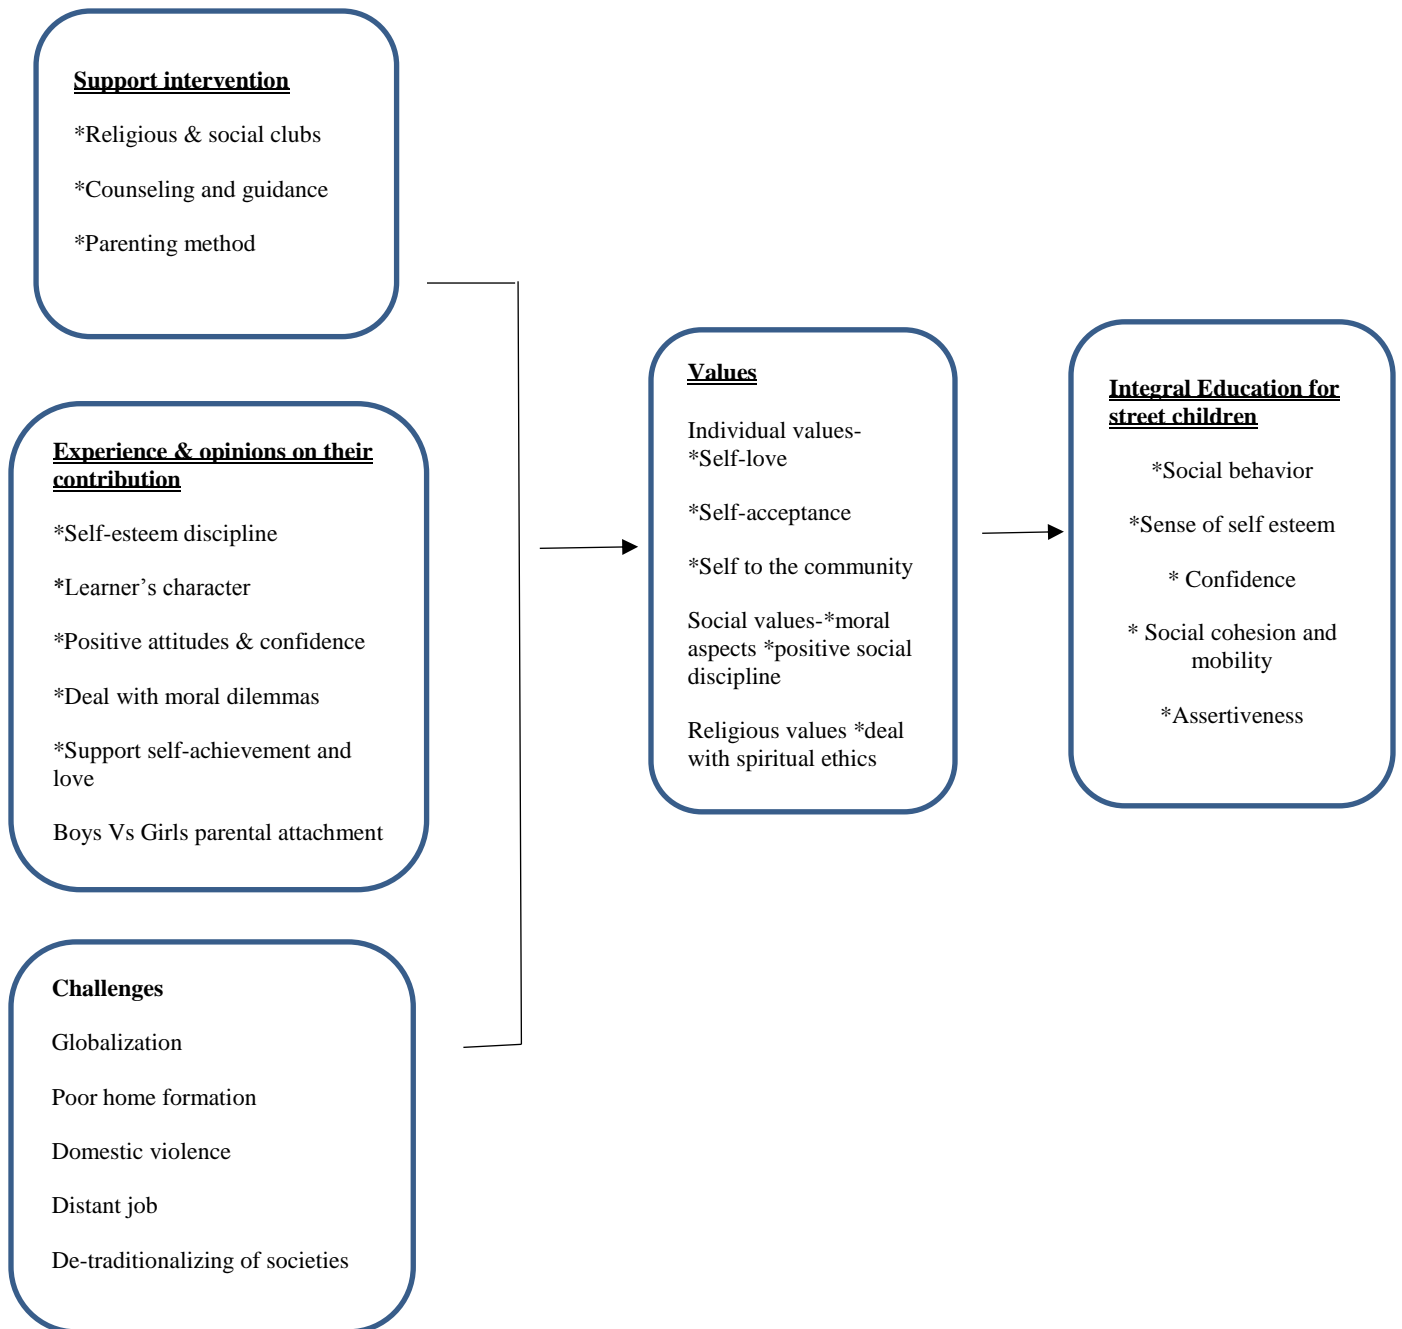 Support intervention
*Religious & social clubs
*Counseling and guidance
*Parenting method
Experience & opinions on their
contribution
*Self-esteem discipline
*Learner’s character
*Positive attitudes & confidence
*Deal with moral dilemmas
*Support self-achievement and
love
Boys Vs Girls parental attachment
Challenges
Globalization
Poor home formation
Domestic violence
Distant job
De-traditionalizing of societies
Values
Individual values-
*Self-love
*Self-acceptance
*Self to the community
Social values-*moral
aspects *positive social
discipline
Religious values *deal
with spiritual ethics
Integral Education for
street children
*Social behavior
*Sense of self esteem
* Confidence
* Social cohesion and
mobility
*Assertiveness